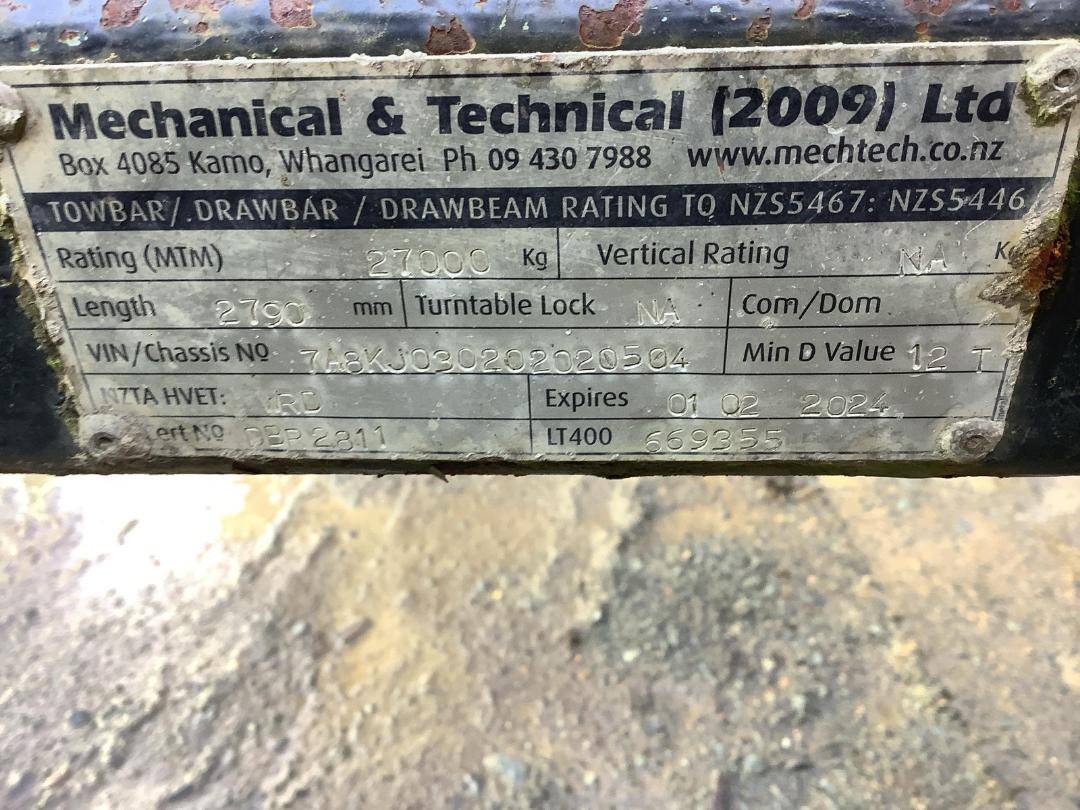 Mechanical & Technical (2009) Ltd
Box 4085 Kamo, Whangarei Ph 09 430 7988 www.mechtech.co.nz
TOWBAR / DRAWBAR / DRAWBEAM RATING TO NZS5467: NZS5446
Rating (MTM) 27000 Kg Vertical Rating NA
Length 2790 mm Turntable Lock NA Com/Dom
VIN/Chassis NO 7A8KJ030202020504 Min D Value 12 T
NZTA HVET: Expires 01 02 2024
LT400 669355